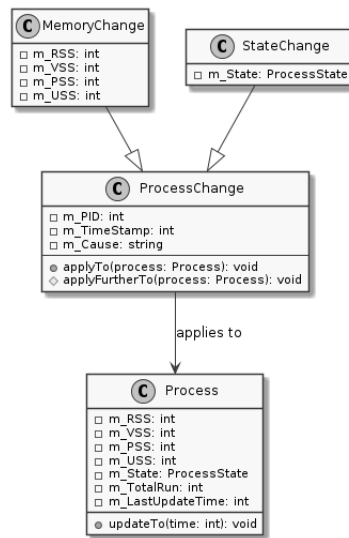 C MemoryChange
m_RSS: int
m_VSS: int
m_PSS: int
m_USS: int
C StateChange
m_State: ProcessState
C ProcessChange
m_PID: int
m_TimeStamp: int
m_Cause: string
applyTo(process: Process): void
applyFurtherTo(process: Process): void
applies to
C Process
m_RSS: int
m_VSS: int
m_PSS: int
m_USS: int
m_State: ProcessState
m_TotalRun: int
m_LastUpdateTime: int
updateTo(time: int): void